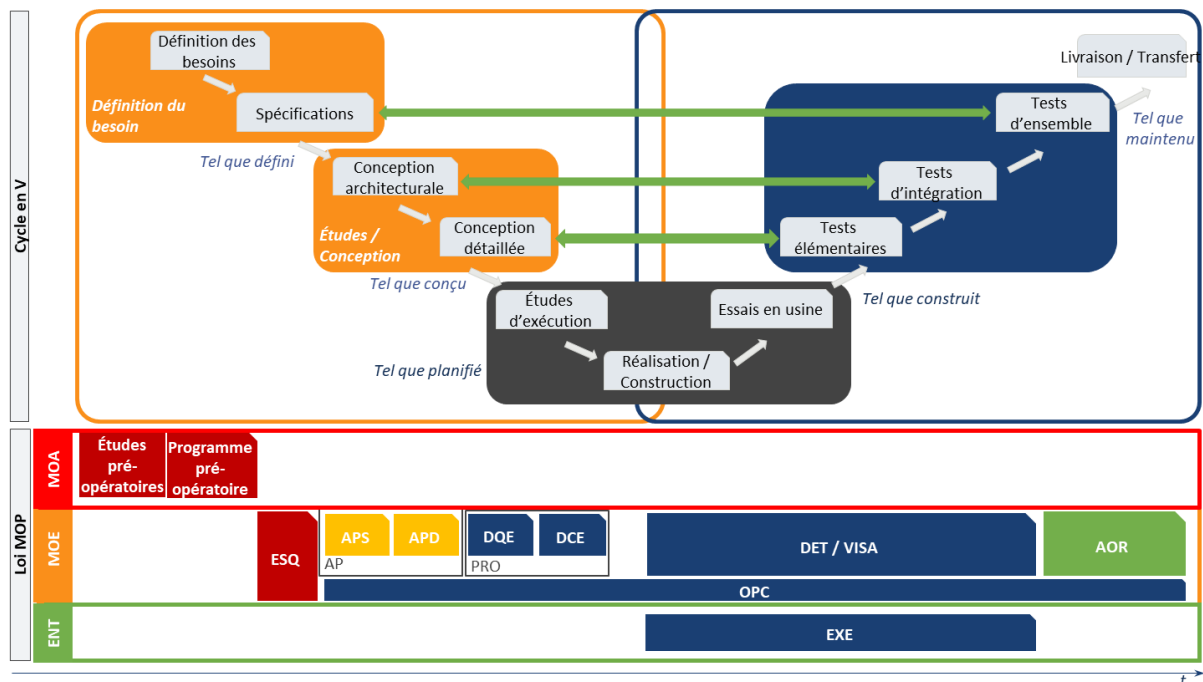 Cycle en V
Définition des
besoins
Définition du
besoin
Spécifications
Tel que défini
Conception
architecturale
Études /
Conception
Conception
détaillée
Tel que conçu
Études
d’exécution
Tel que planifié
Réalisation /
Construction
Essais en usine
Tel que construit
Tests
élémentaires
Tests
d’intégration
Tests
d’ensemble
Tel que
maintenu
Livraison / Transfert
Loi MOP
MOA
Études
pré-
opératoires
Programme
pré-
opératoire
MOE
ESQ
APS
APD
AP
DQE
DCE
PRO
DET / VISA
AOR
OPC
ENT
EXE
t